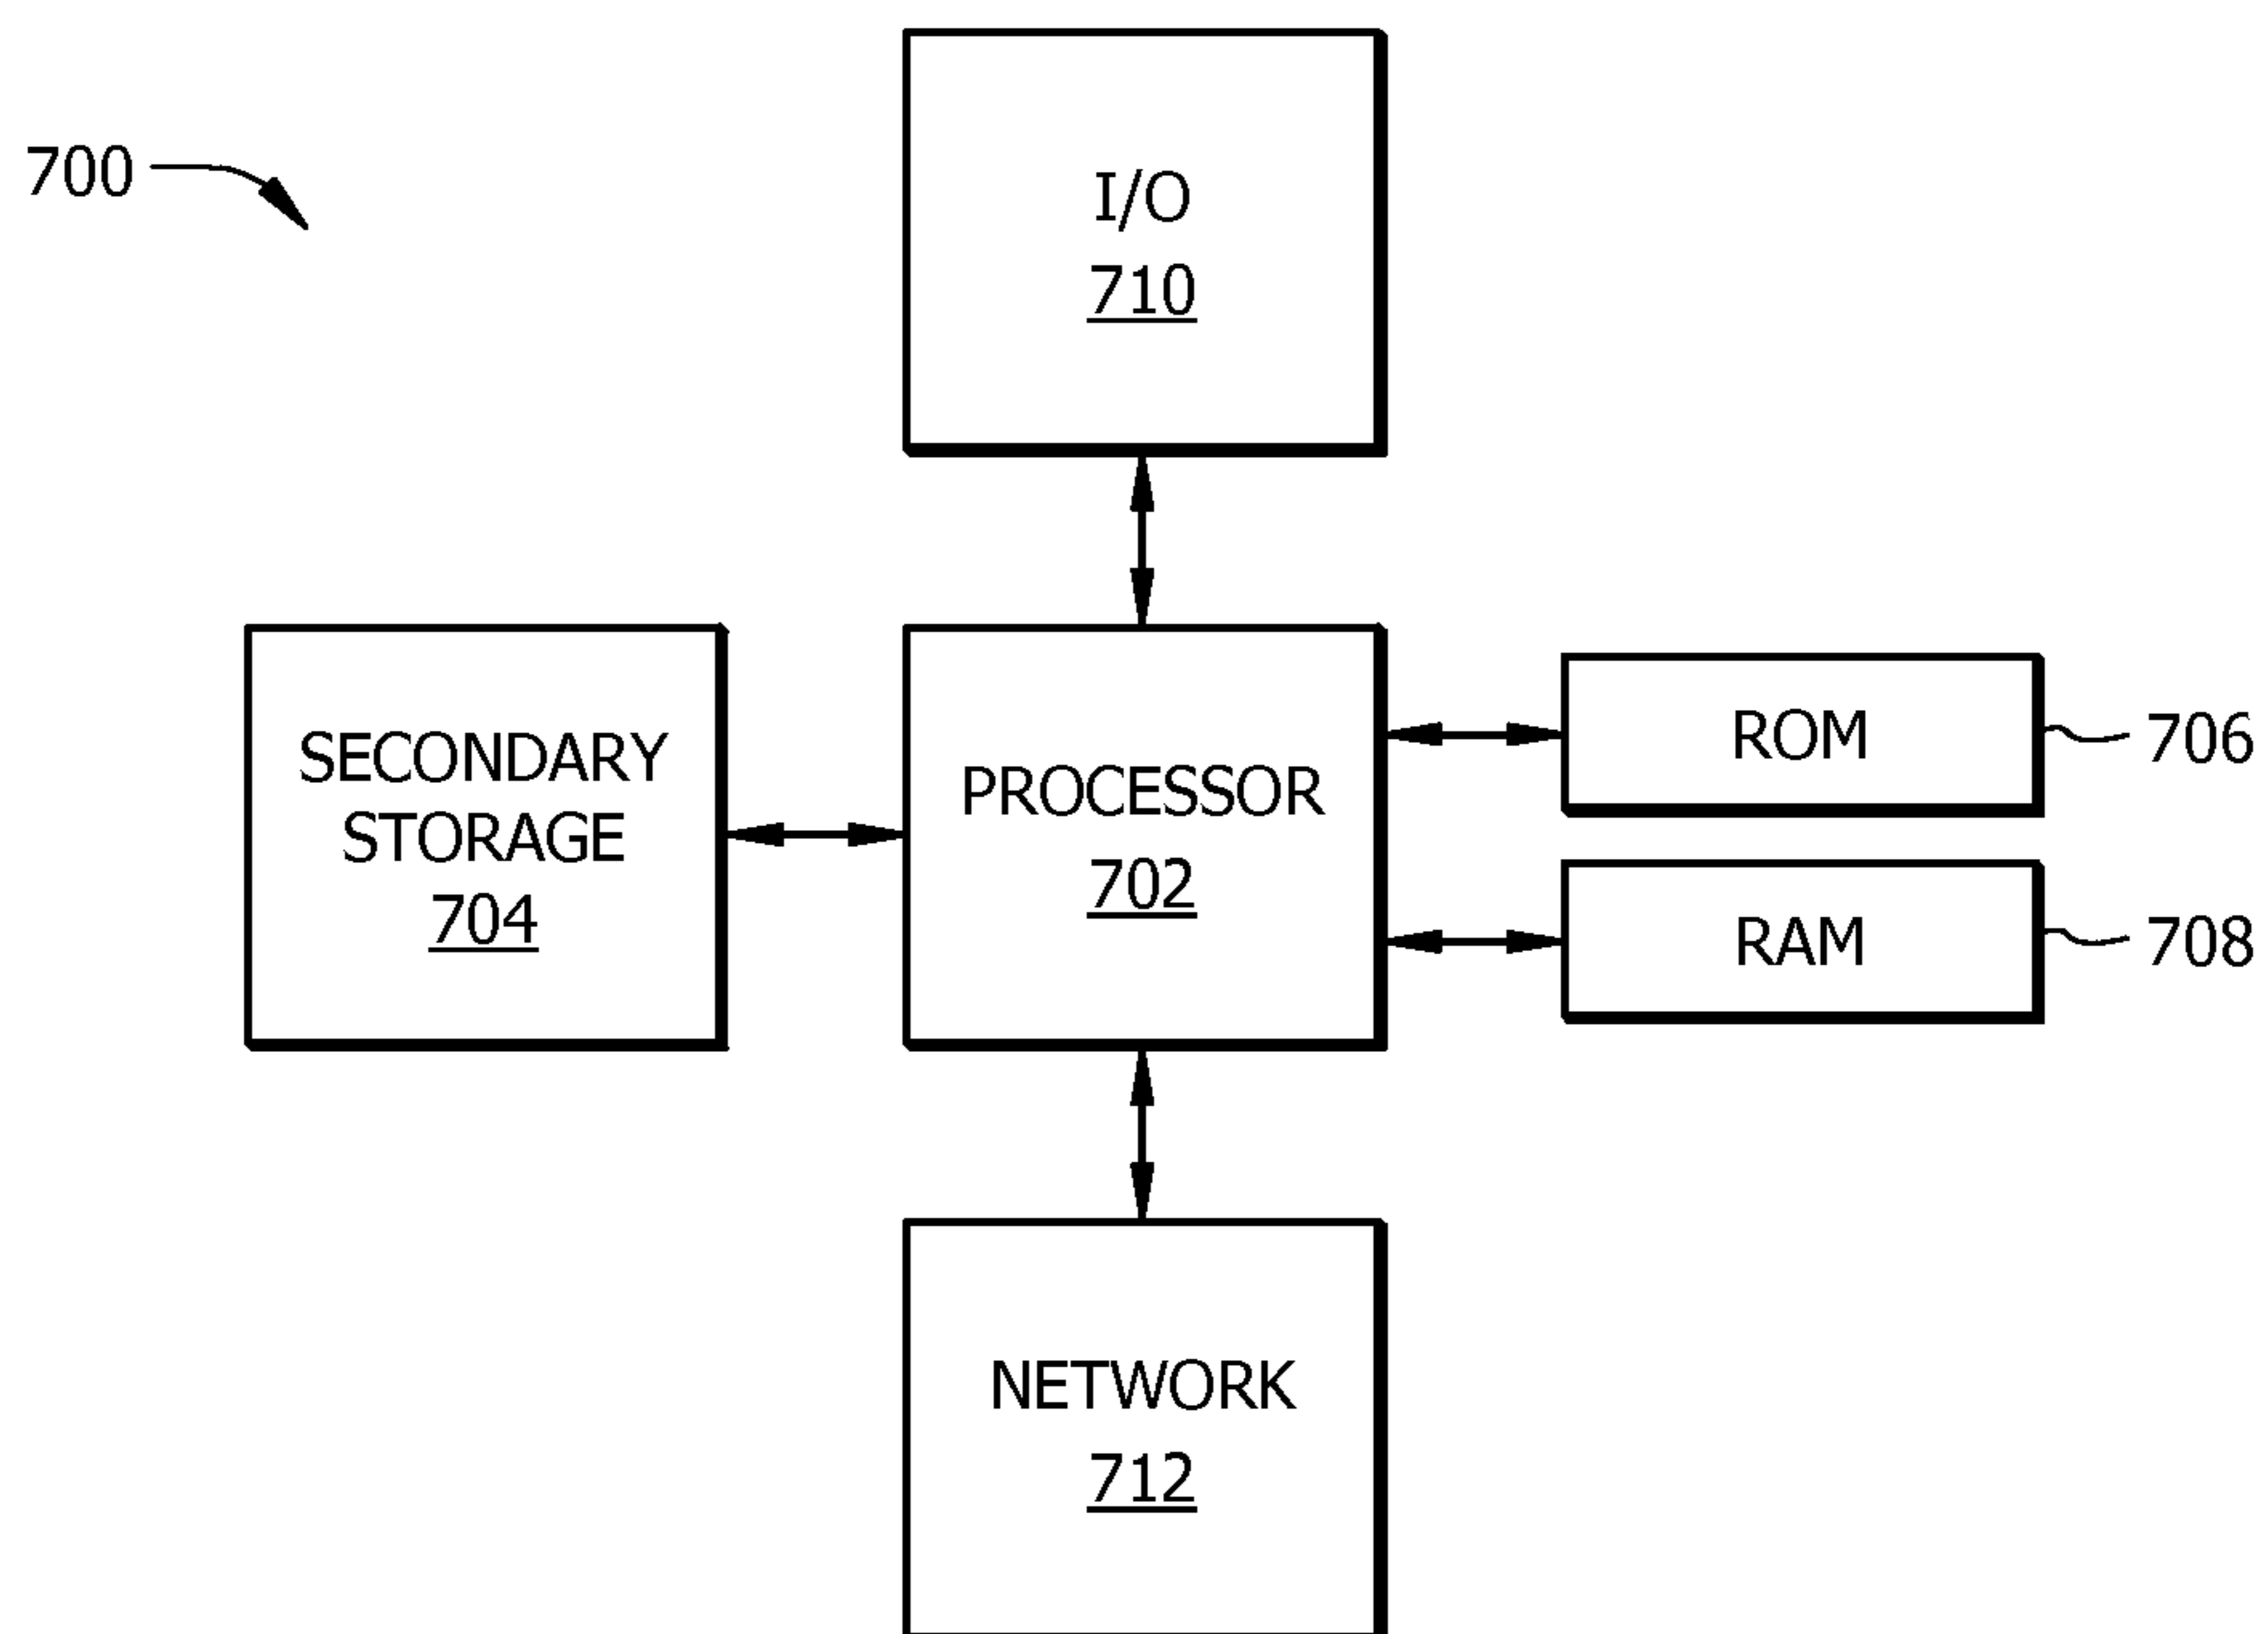 700
I/O
710
SECONDARY
STORAGE
704
PROCESSOR
702
ROM
706
RAM
708
NETWORK
712